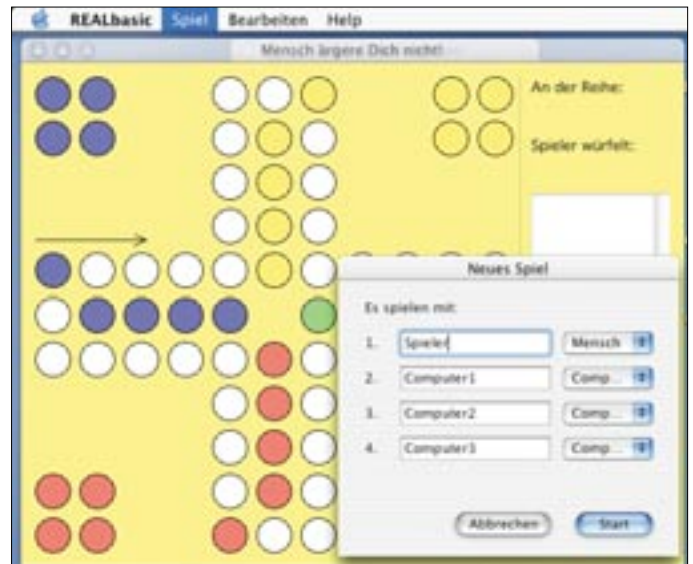 REALbasic Spiel Bearbeiten Help
Mensch ärgere Dich nicht!
An der Reihe:
Spieler würfelt:
Neues Spiel
Es spielen mit:
1. Spieler Mensch
2. Computer1 Comp...
3. Computer2 Comp...
4. Computer3 Comp...
Abbrechen Start